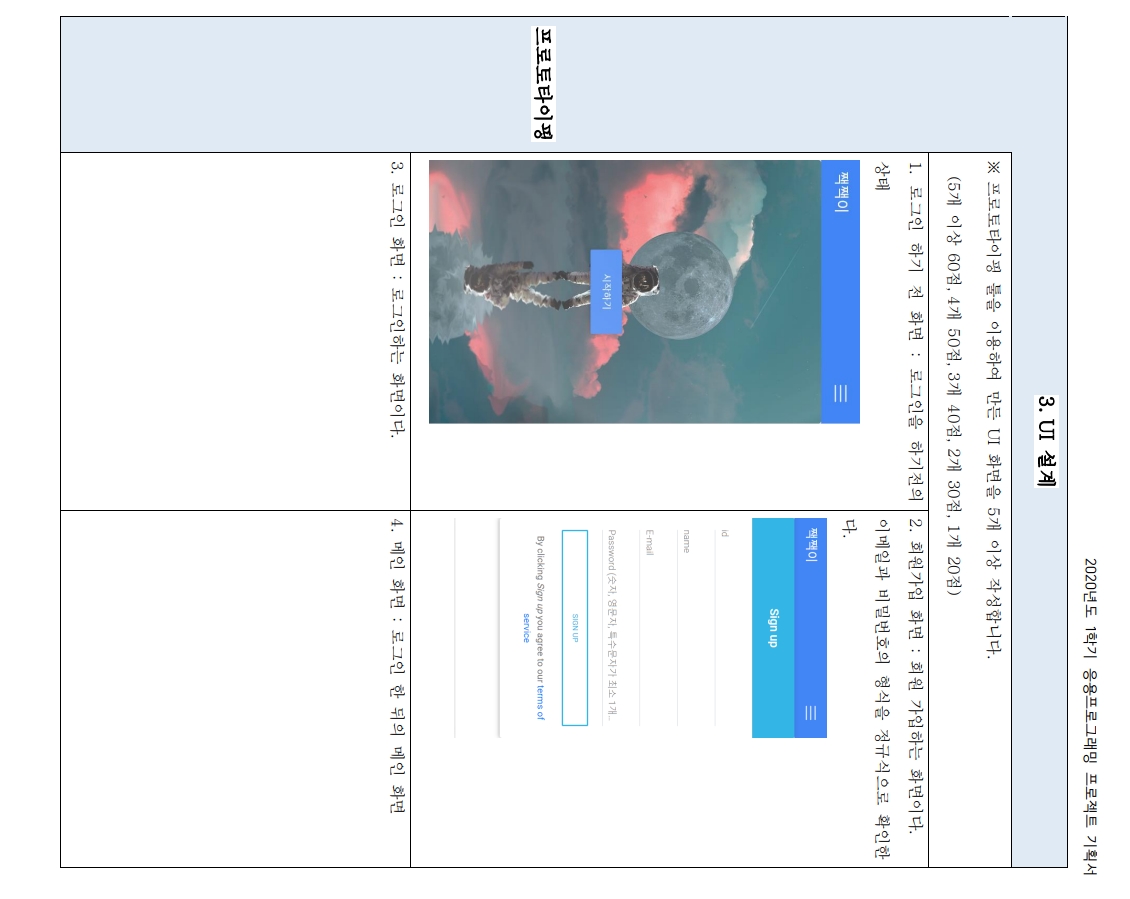 2020년도 1학기 응용프로그래밍 프로젝트 기획서
3. UI 설계
프로토타이핑
※ 프로토타이핑 툴을 이용하여 만든 UI 화면을 5개 이상 작성합니다.
(5개 이상 60점, 4개 50점, 3개 40점, 2개 30점, 1개 20점)
1. 로그인 하기 전 화면 : 로그인을 하기전의
상태
짹짹이
시작하기
2. 회원가입 화면 : 회원 가입하는 화면이다.
이메일과 비밀번호의 형식을 정규식으로 확인한
다.
짹짹이
Sign up
id
name
E-mail
Password (숫자, 영문자, 특수문자가 최소 1개...
SIGN UP
By clicking Sign up you agree to our terms of
service
3. 로그인 화면 : 로그인하는 화면이다.
4. 메인 화면 : 로그인 한 뒤의 메인 화면